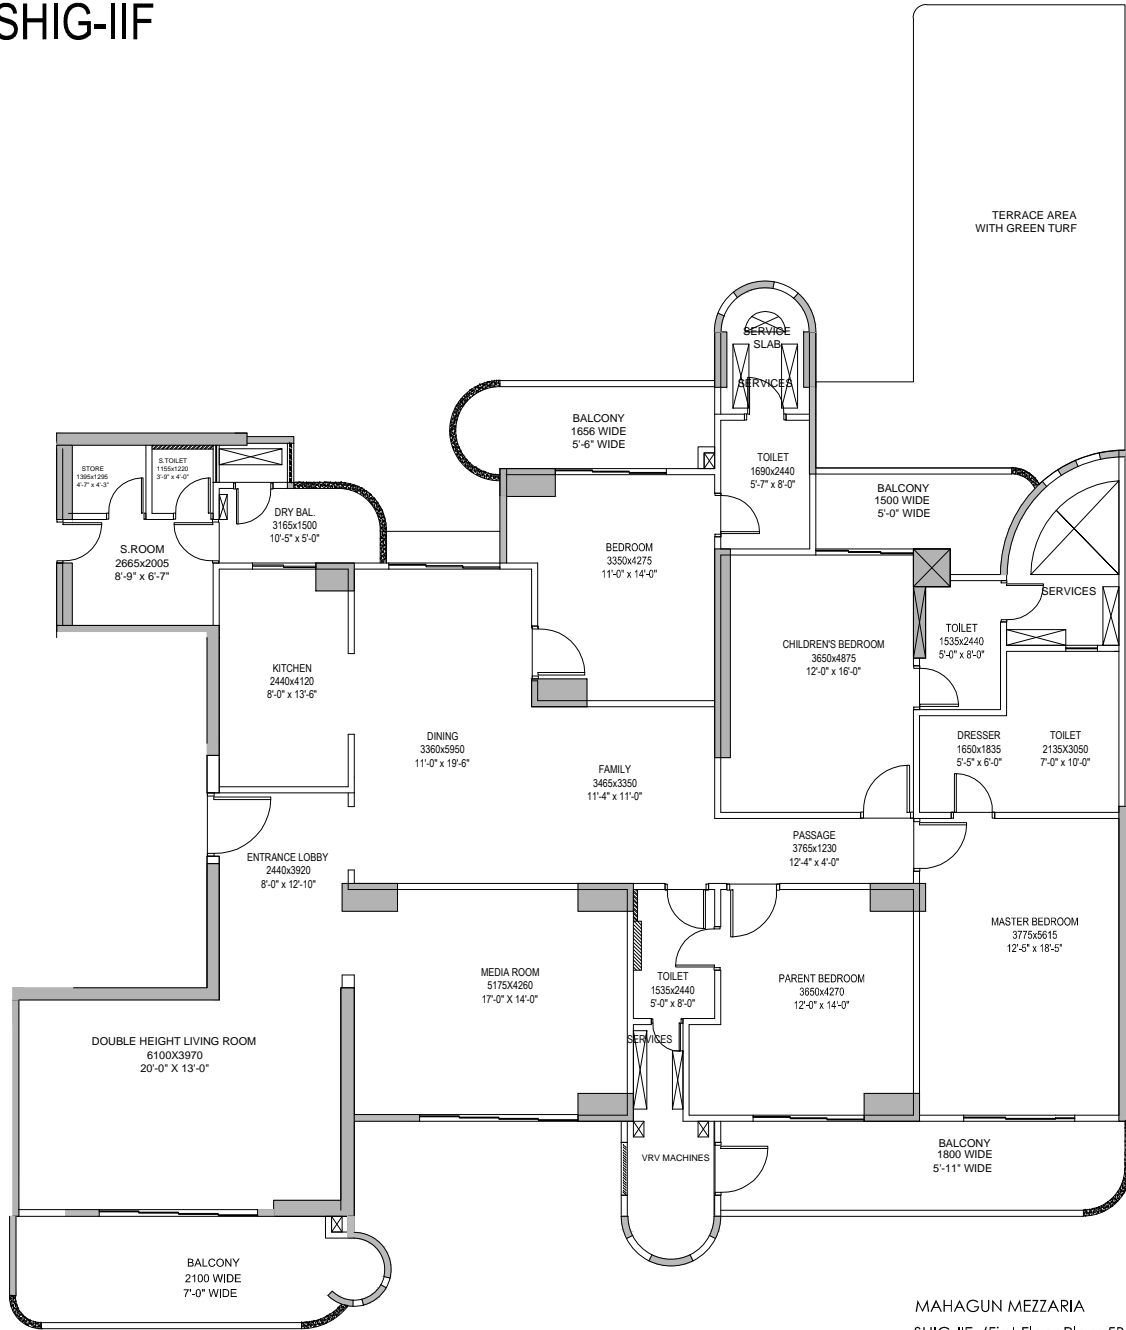 SHIG-IIF
TERRACE AREA
WITH GREEN TURF
SERVICE
SLAB
SERVICES
BALCONY
1656 WIDE
5'-6" WIDE
TOILET
1690x2440
5'-7" x 8'-0"
STORE
1395x1295
4'-7" x 4'-3"
S.TOILET
1155x1220
3'-9" x 4'-0"
BALCONY
1500 WIDE
5'-0" WIDE
DRY BAL.
3165x1500
10'-5" x 5'-0"
S.ROOM
2665x2005
8'-9" x 6'-7"
BEDROOM
3350x4275
11'-0" x 14'-0"
SERVICES
TOILET
1535x2440
5'-0" x 8'-0"
CHILDREN'S BEDROOM
3650x4875
12'-0" x 16'-0"
KITCHEN
2440x4120
8'-0" x 13'-6"
DINING
3360x5950
11'-0" x 19'-6"
DRESSER
1650x1835
5'-5" x 6'-0"
TOILET
2135X3050
7'-0" x 10'-0"
FAMILY
3465x3350
11'-4" x 11'-0"
PASSAGE
3765x1230
12'-4" x 4'-0"
ENTRANCE LOBBY
2440x3920
8'-0" x 12'-10"
MASTER BEDROOM
3775x5615
12'-5" x 18'-5"
MEDIA ROOM
5175X4260
17'-0" X 14'-0"
TOILET
1535x2440
5'-0" x 8'-0"
PARENT BEDROOM
3650x4270
12'-0" x 14'-0"
DOUBLE HEIGHT LIVING ROOM
6100X3970
20'-0" X 13'-0"
SERVICES
VRV MACHINES
BALCONY
1800 WIDE
5'-11" WIDE
BALCONY
2100 WIDE
7'-0" WIDE
MAHAGUN MEZZARIA